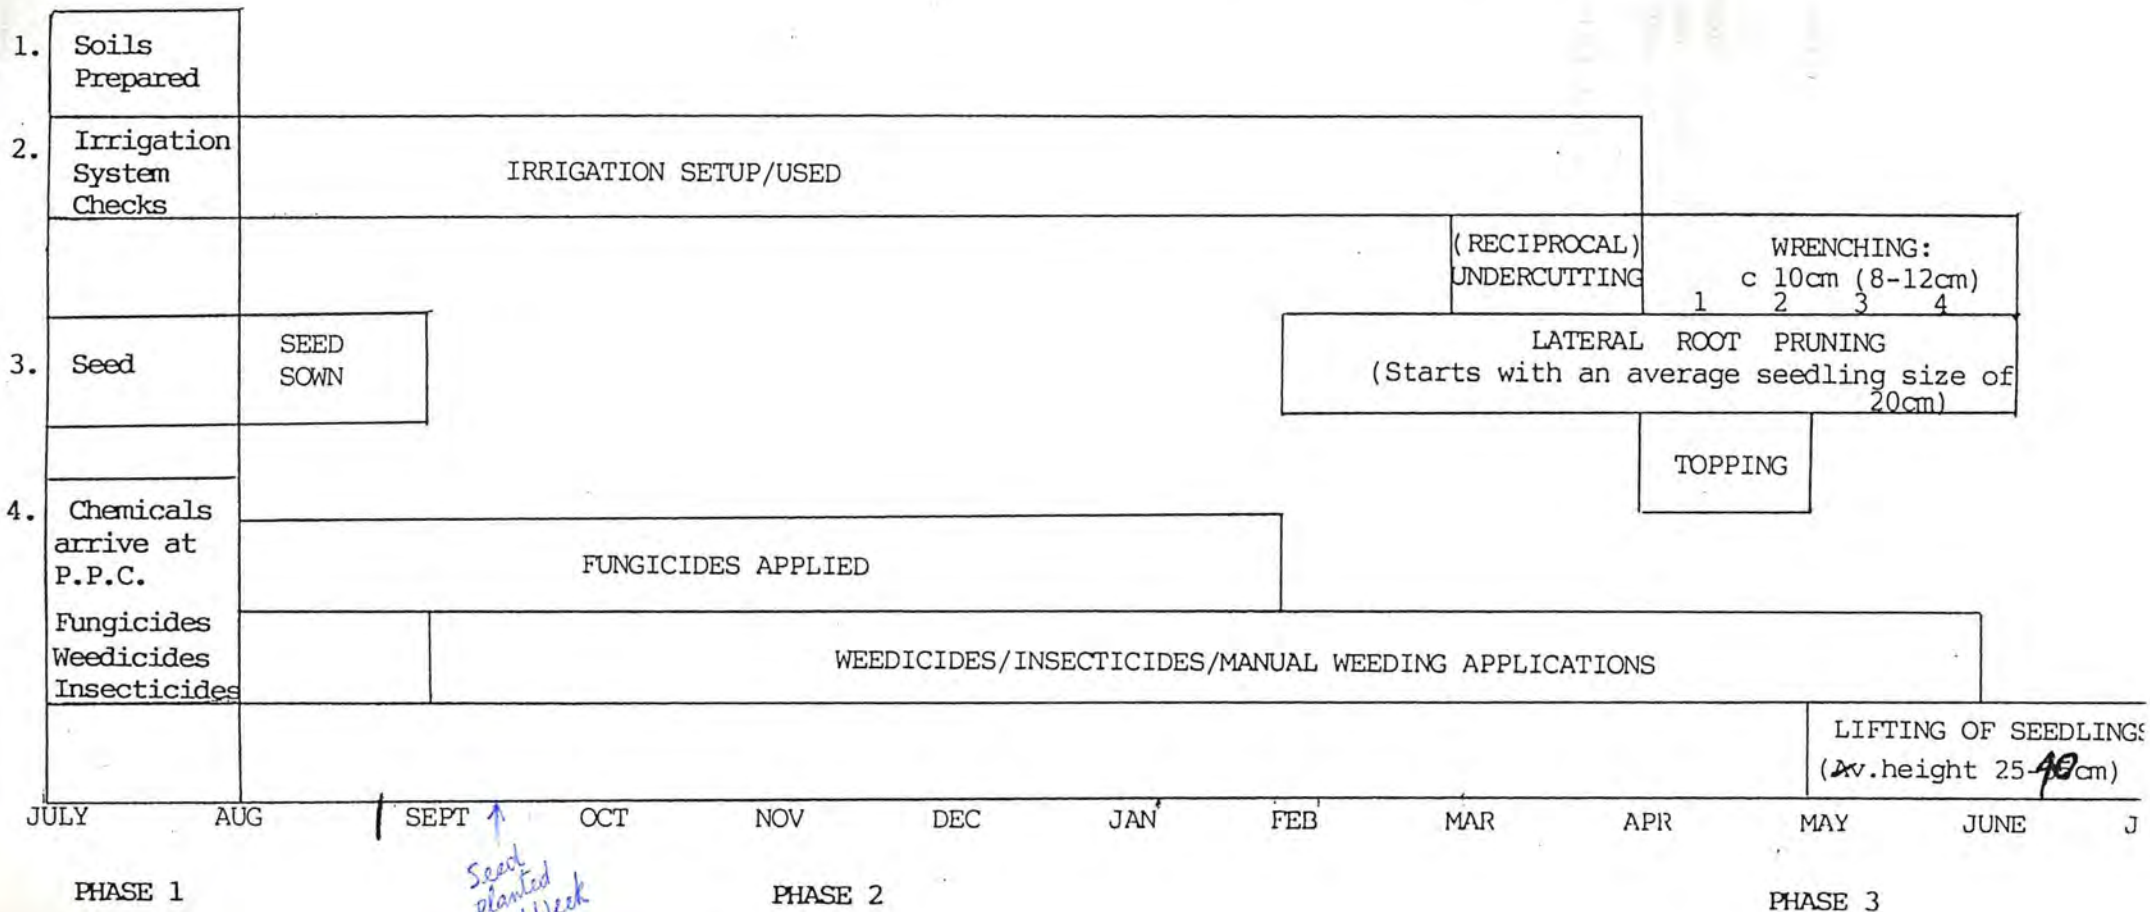 1. Soils
Prepared
2. Irrigation
System
Checks
IRRIGATION SETUP/USED
(RECIPROCAL)
UNDERCUTTING
WRENCHING:
c 10cm (8-12cm)
1 2 3 4
3. Seed
SEED
SOWN
LATERAL ROOT PRUNING
(Starts with an average seedling size of
20cm)
TOPPING
4. Chemicals
arrive at
P.P.C.
FUNGICIDES APPLIED
Fungicides
Weedicides
Insecticides
WEEDICIDES/INSECTICIDES/MANUAL WEEDING APPLICATIONS
LIFTING OF SEEDLINGS
(Av.height 25-40cm)
JULY AUG SEPT OCT NOV DEC JAN FEB MAR APR MAY JUNE J
Seed
planted
Week
PHASE 1 PHASE 2 PHASE 3